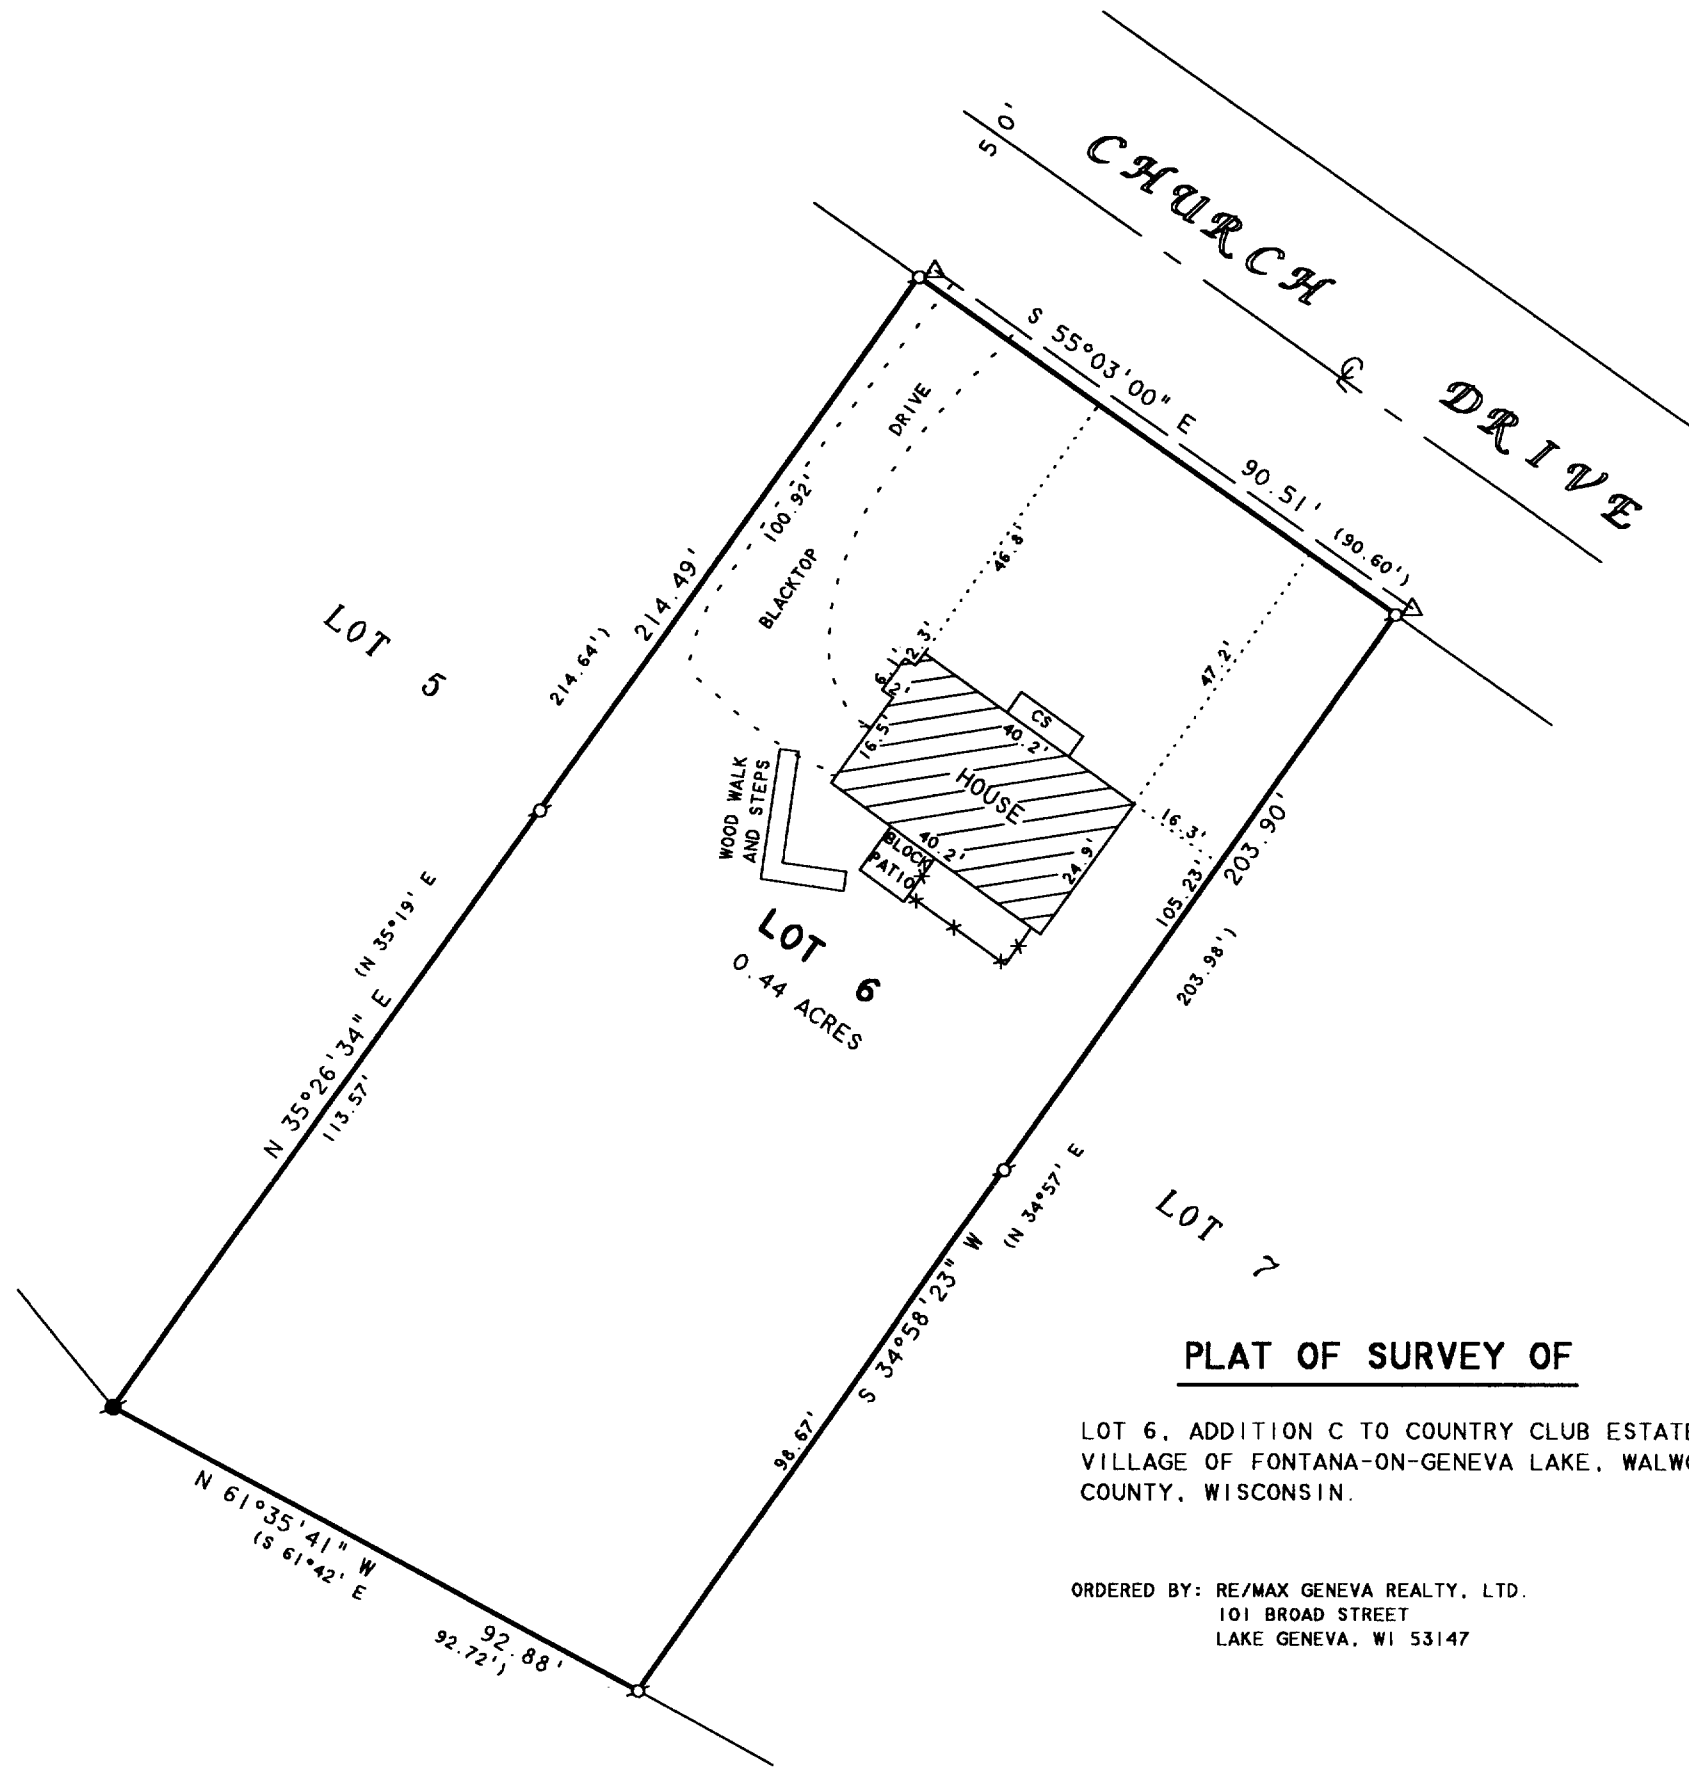 50'
CHURCH DRIVE
S 55°03'00" E 90.51' (90.60')
DRIVE
BLACKTOP
100.92'
214.49'
214.64')
46.8'
47.2'
LOT 5
2.3'
6.1'
6.2'
16.5'
CS
40.2'
HOUSE
40.2'
24.9'
16.3'
203.90'
105.23'
203.98')
WOOD WALK
AND STEPS
BLOCK
PATIO
LOT 6
0.44 ACRES
(N 35°19' E
N 35°26'34" E
113.57'
(N 34°57' E
S 34°58'23" W
98.67'
LOT 7
N 61°35'41" W
(S 61°42' E
92.88'
92.72')
PLAT OF SURVEY OF
LOT 6, ADDITION C TO COUNTRY CLUB ESTATE
VILLAGE OF FONTANA-ON-GENEVA LAKE, WALW
COUNTY, WISCONSIN.
ORDERED BY: RE/MAX GENEVA REALTY, LTD.
101 BROAD STREET
LAKE GENEVA, WI 53147